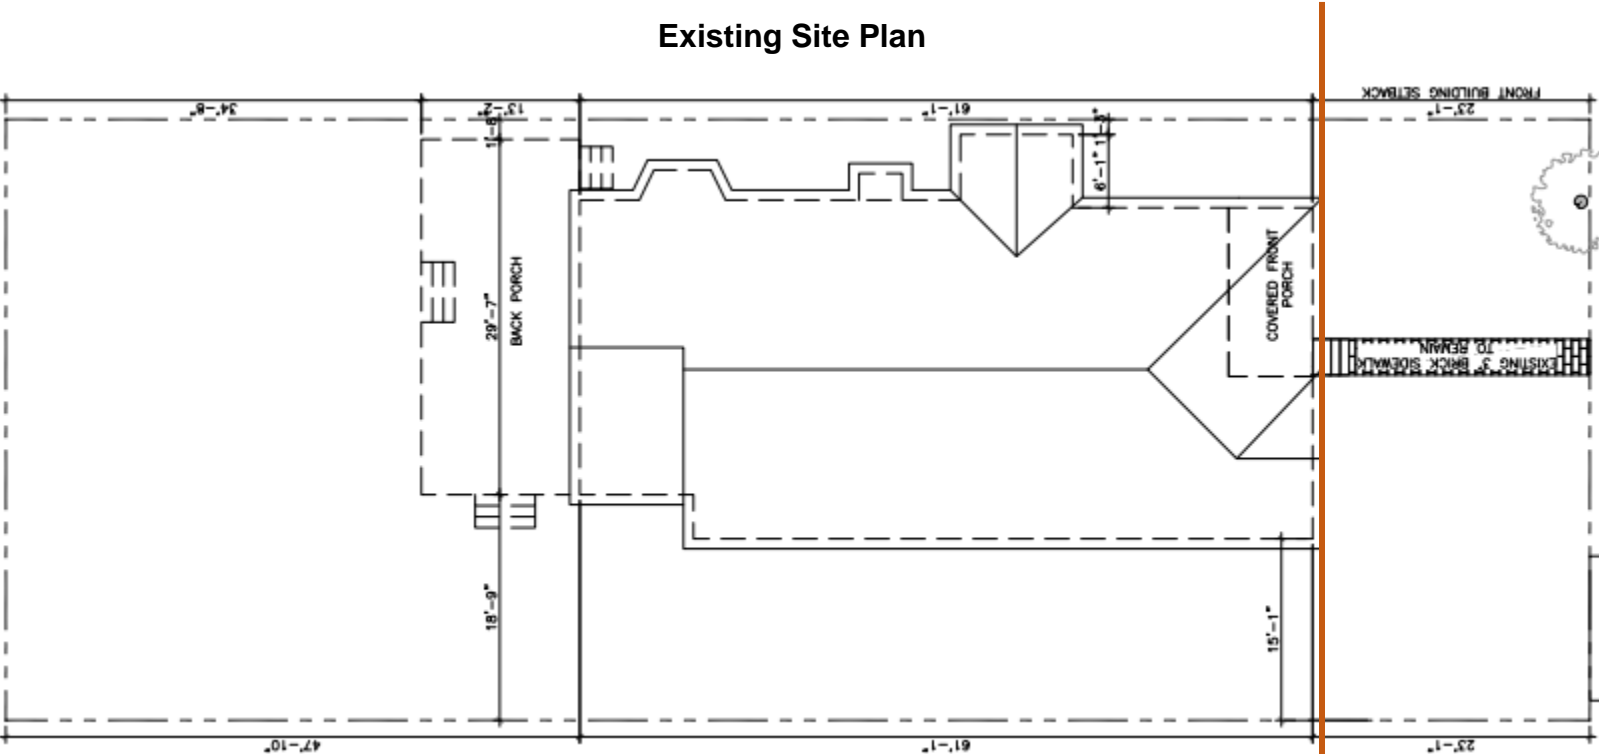 Existing Site Plan
FRONT BUILDING SETBACK
34'-8"
13'-2"
61'-1"
23'-1"
1'-8"
1'-3"
6'-1"
29'-7"
BACK PORCH
COVERED FRONT
PORCH
EXISTING 3' BRICK SIDEWALK
TO REMAIN
18'-9"
15'-1"
47'-10"
61'-1"
23'-1"